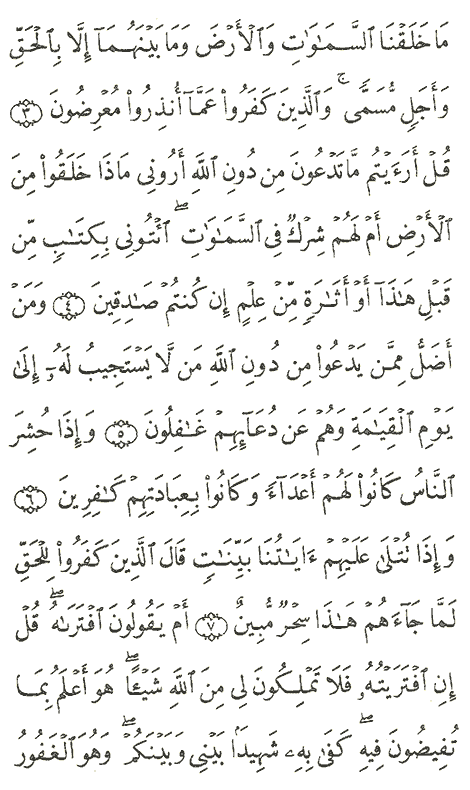 مَا خَلَقْنَا ٱلسَّمَـٰوَٰتِ وَٱلْأَرْضَ وَمَا بَيْنَهُمَآ إِلَّا بِٱلْحَقِّ
وَأَجَلٍ مُّسَمًّى ۚ وَٱلَّذِينَ كَفَرُوا۟ عَمَّآ أُنذِرُوا۟ مُعْرِضُونَ ٣
قُلْ أَرَءَيْتُم مَّا تَدْعُونَ مِن دُونِ ٱللَّهِ أَرُونِى مَاذَا خَلَقُوا۟ مِنَ
ٱلْأَرْضِ أَمْ لَهُمْ شِرْكٌ فِى ٱلسَّمَـٰوَٰتِ ۖ ٱئْتُونِى بِكِتَـٰبٍ مِّن
قَبْلِ هَـٰذَآ أَوْ أَثَـٰرَةٍ مِّنْ عِلْمٍ إِن كُنتُمْ صَـٰدِقِينَ ٤ وَمَنْ
أَضَلُّ مِمَّن يَدْعُوا۟ مِن دُونِ ٱللَّهِ مَن لَّا يَسْتَجِيبُ لَهُۥٓ إِلَىٰ
يَوْمِ ٱلْقِيَـٰمَةِ وَهُمْ عَن دُعَآئِهِمْ غَـٰفِلُونَ ٥ وَإِذَا حُشِرَ
ٱلنَّاسُ كَانُوا۟ لَهُمْ أَعْدَآءً وَكَانُوا۟ بِعِبَادَتِهِمْ كَـٰفِرِينَ ٦
وَإِذَا تُتْلَىٰ عَلَيْهِمْ ءَايَـٰتُنَا بَيِّنَـٰتٍ قَالَ ٱلَّذِينَ كَفَرُوا۟ لِلْحَقِّ
لَمَّا جَآءَهُمْ هَـٰذَا سِحْرٌ مُّبِينٌ ٧ أَمْ يَقُولُونَ ٱفْتَرَىٰهُ ۖ قُلْ
إِنِ ٱفْتَرَيْتُهُۥ فَلَا تَمْلِكُونَ لِى مِنَ ٱللَّهِ شَيْـًٔا ۖ هُوَ أَعْلَمُ بِمَا
تُفِيضُونَ فِيهِ ۖ كَفَىٰ بِهِۦ شَهِيدًۢا بَيْنِى وَبَيْنَكُمْ ۖ وَهُوَ ٱلْغَفُورُ